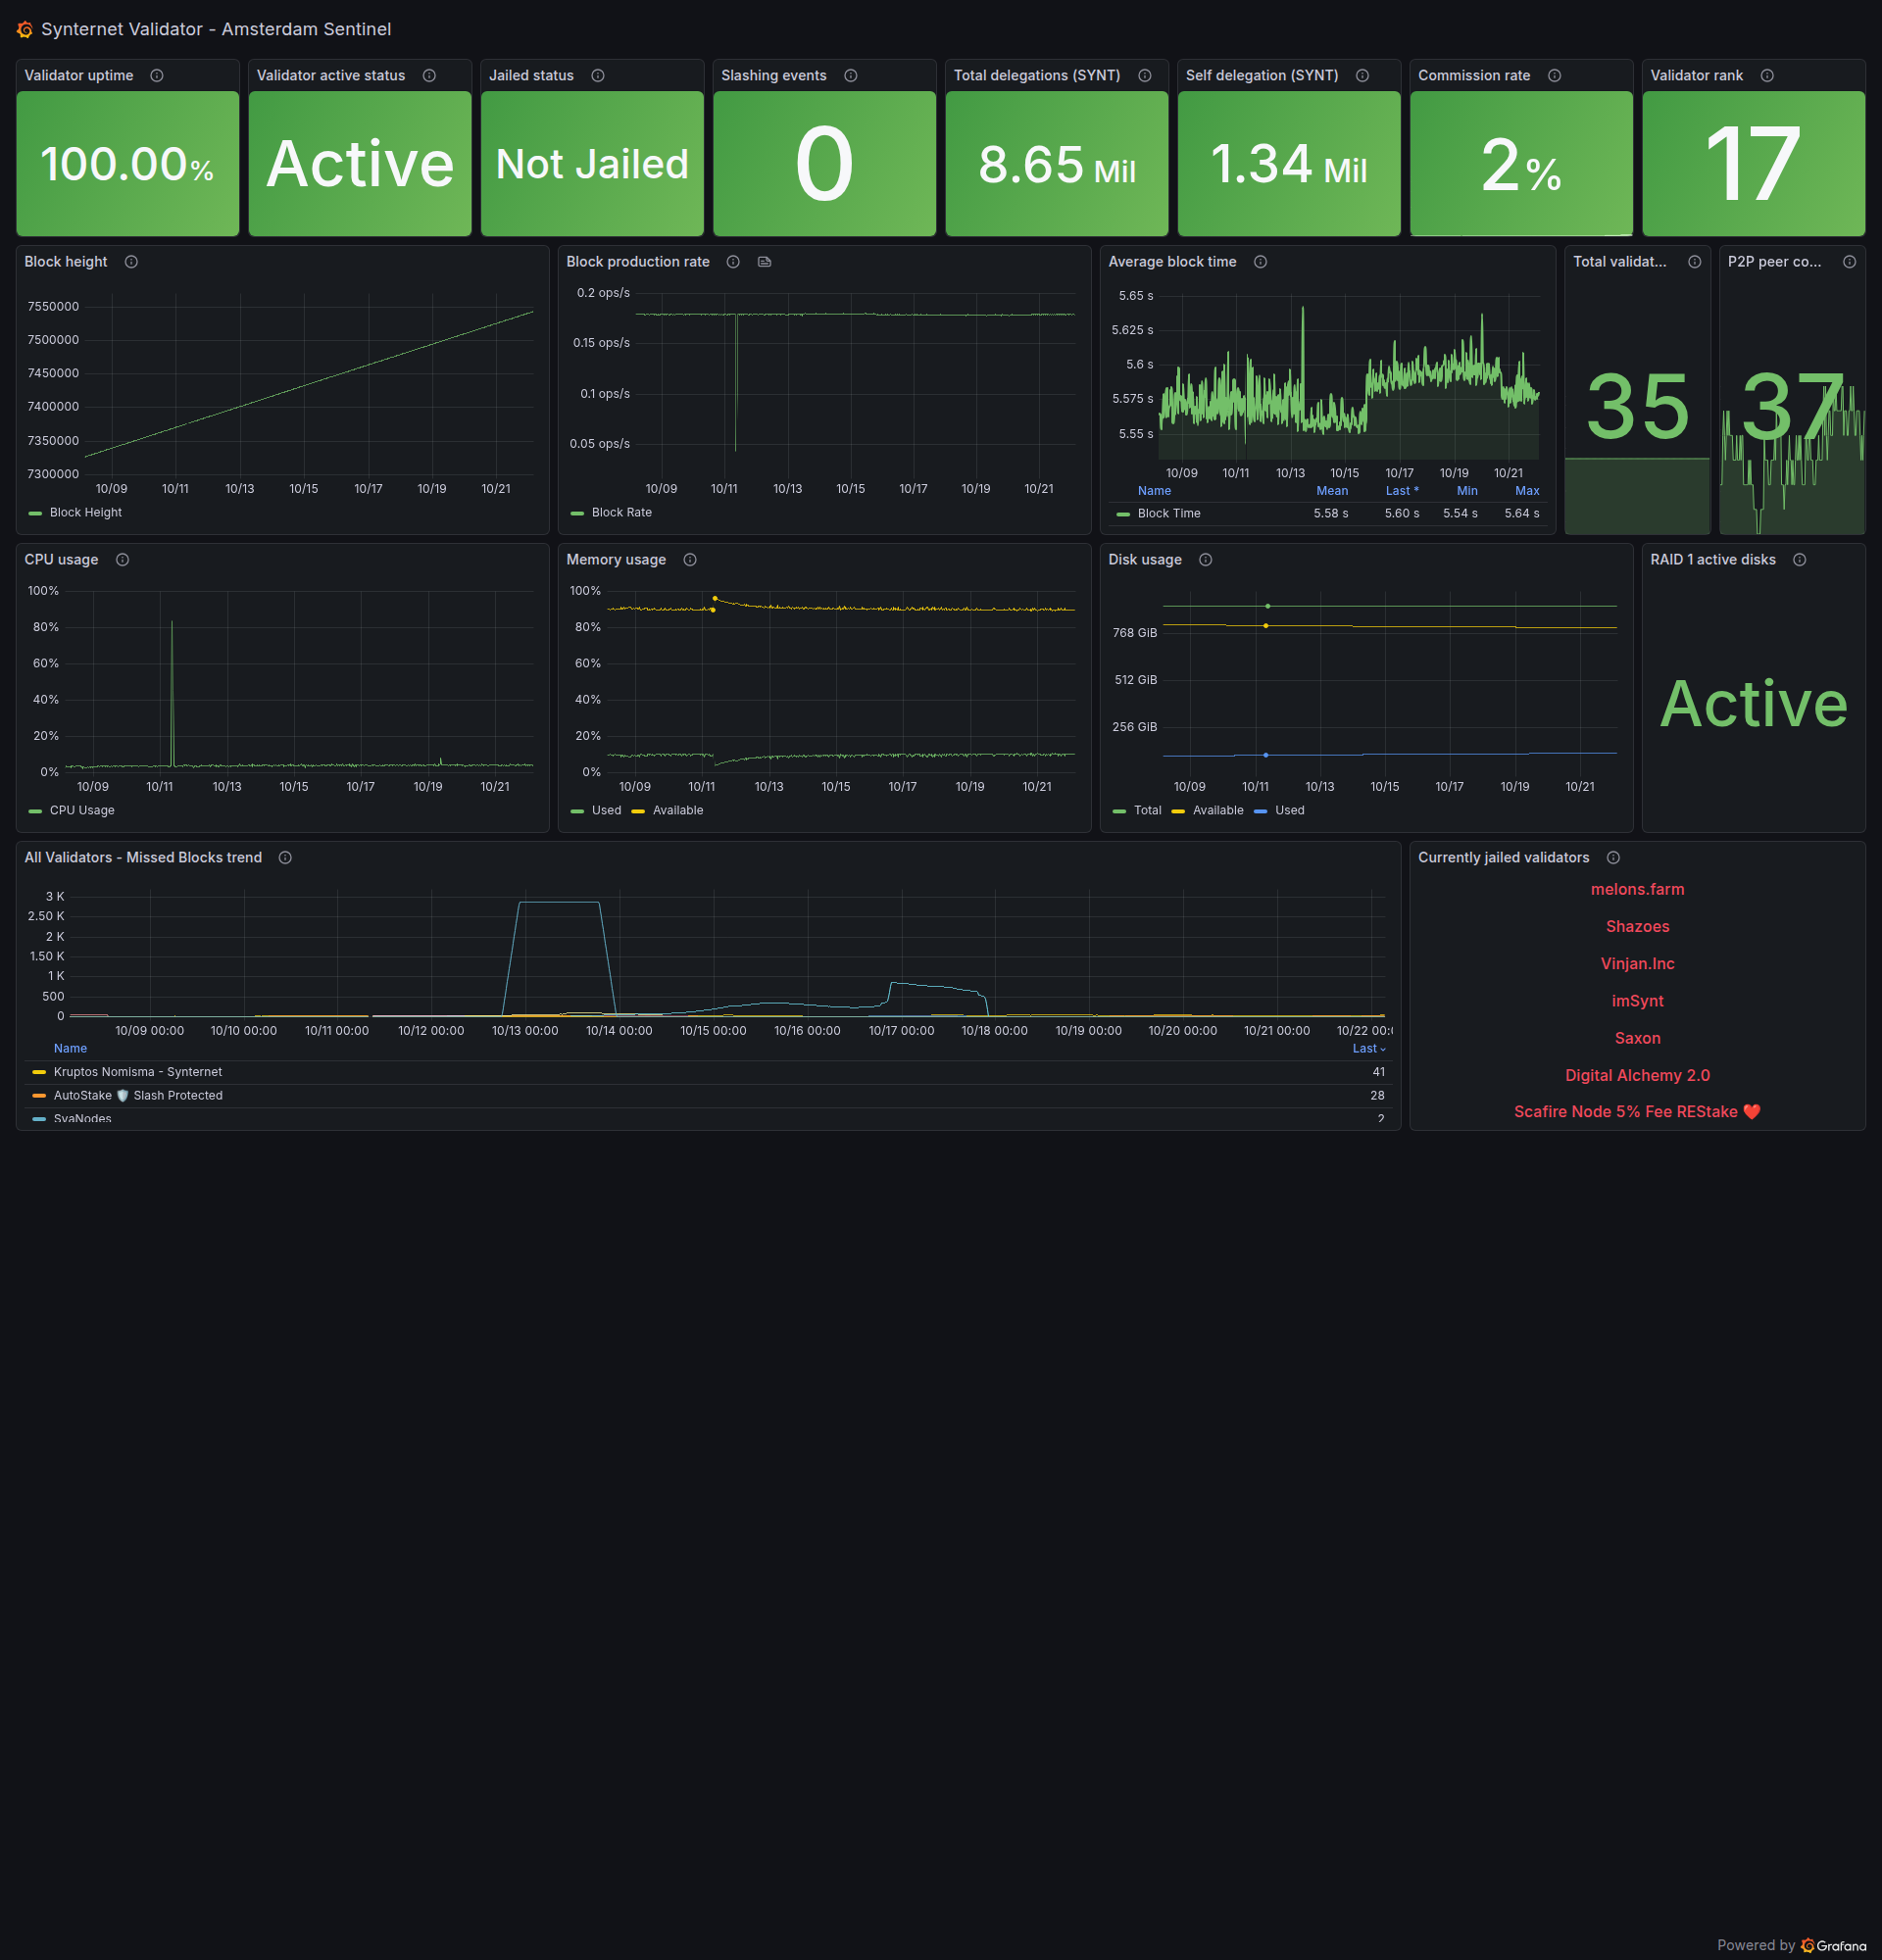 Synternet Validator - Amsterdam Sentinel
Validator uptime
100.00%
Validator active status
Active
Jailed status
Not Jailed
Slashing events
0
Total delegations (SYNT)
8.65 Mil
Self delegation (SYNT)
1.34 Mil
Commission rate
2%
Validator rank
17
Block height
7550000
7500000
7450000
7400000
7350000
7300000
10/09 10/11 10/13 10/15 10/17 10/19 10/21
Block Height
Block production rate
0.2 ops/s
0.15 ops/s
0.1 ops/s
0.05 ops/s
10/09 10/11 10/13 10/15 10/17 10/19 10/21
Block Rate
Average block time
5.65 s
5.625 s
5.6 s
5.575 s
5.55 s
10/09 10/11 10/13 10/15 10/17 10/19 10/21
Name Mean Last * Min Max
Block Time 5.58 s 5.60 s 5.54 s 5.64 s
Total validat...
35
P2P peer co...
37
CPU usage
100%
80%
60%
40%
20%
0%
10/09 10/11 10/13 10/15 10/17 10/19 10/21
CPU Usage
Memory usage
100%
80%
60%
40%
20%
0%
10/09 10/11 10/13 10/15 10/17 10/19 10/21
Used Available
Disk usage
768 GiB
512 GiB
256 GiB
10/09 10/11 10/13 10/15 10/17 10/19 10/21
Total Available Used
RAID 1 active disks
Active
All Validators - Missed Blocks trend
3 K
2.50 K
2 K
1.50 K
1 K
500
0
10/09 00:00 10/10 00:00 10/11 00:00 10/12 00:00 10/13 00:00 10/14 00:00 10/15 00:00 10/16 00:00 10/17 00:00 10/18 00:00 10/19 00:00 10/20 00:00 10/21 00:00 10/22 00:
Name Last
Kruptos Nomisma - Synternet 41
AutoStake 🛡️ Slash Protected 28
2
Currently jailed validators
melons.farm
Shazoes
Vinjan.Inc
imSynt
Saxon
Digital Alchemy 2.0
Scafire Node 5% Fee REStake ❤️
Powered by Grafana